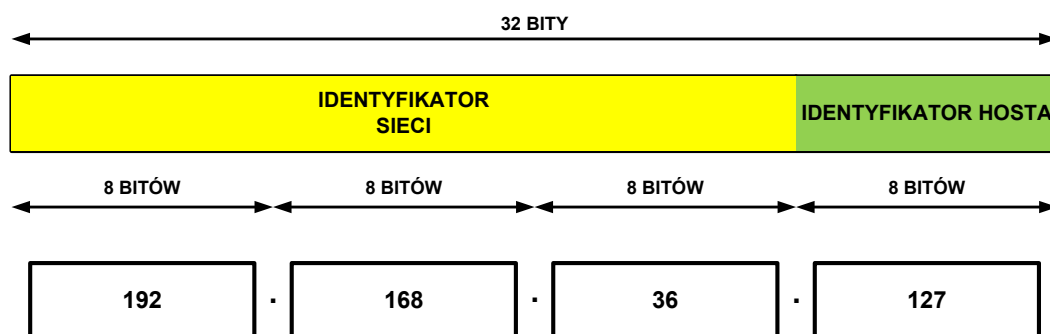 32 BITY
IDENTYFIKATOR
SIECI
IDENTYFIKATOR HOSTA
8 BITÓW 8 BITÓW 8 BITÓW 8 BITÓW
192 . 168 . 36 . 127